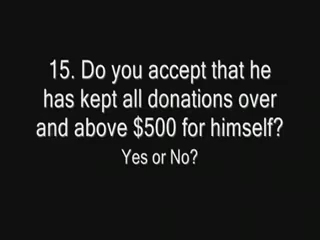 15. Do you accept that he
has kept all donations over
and above $500 for himself?
Yes or No?